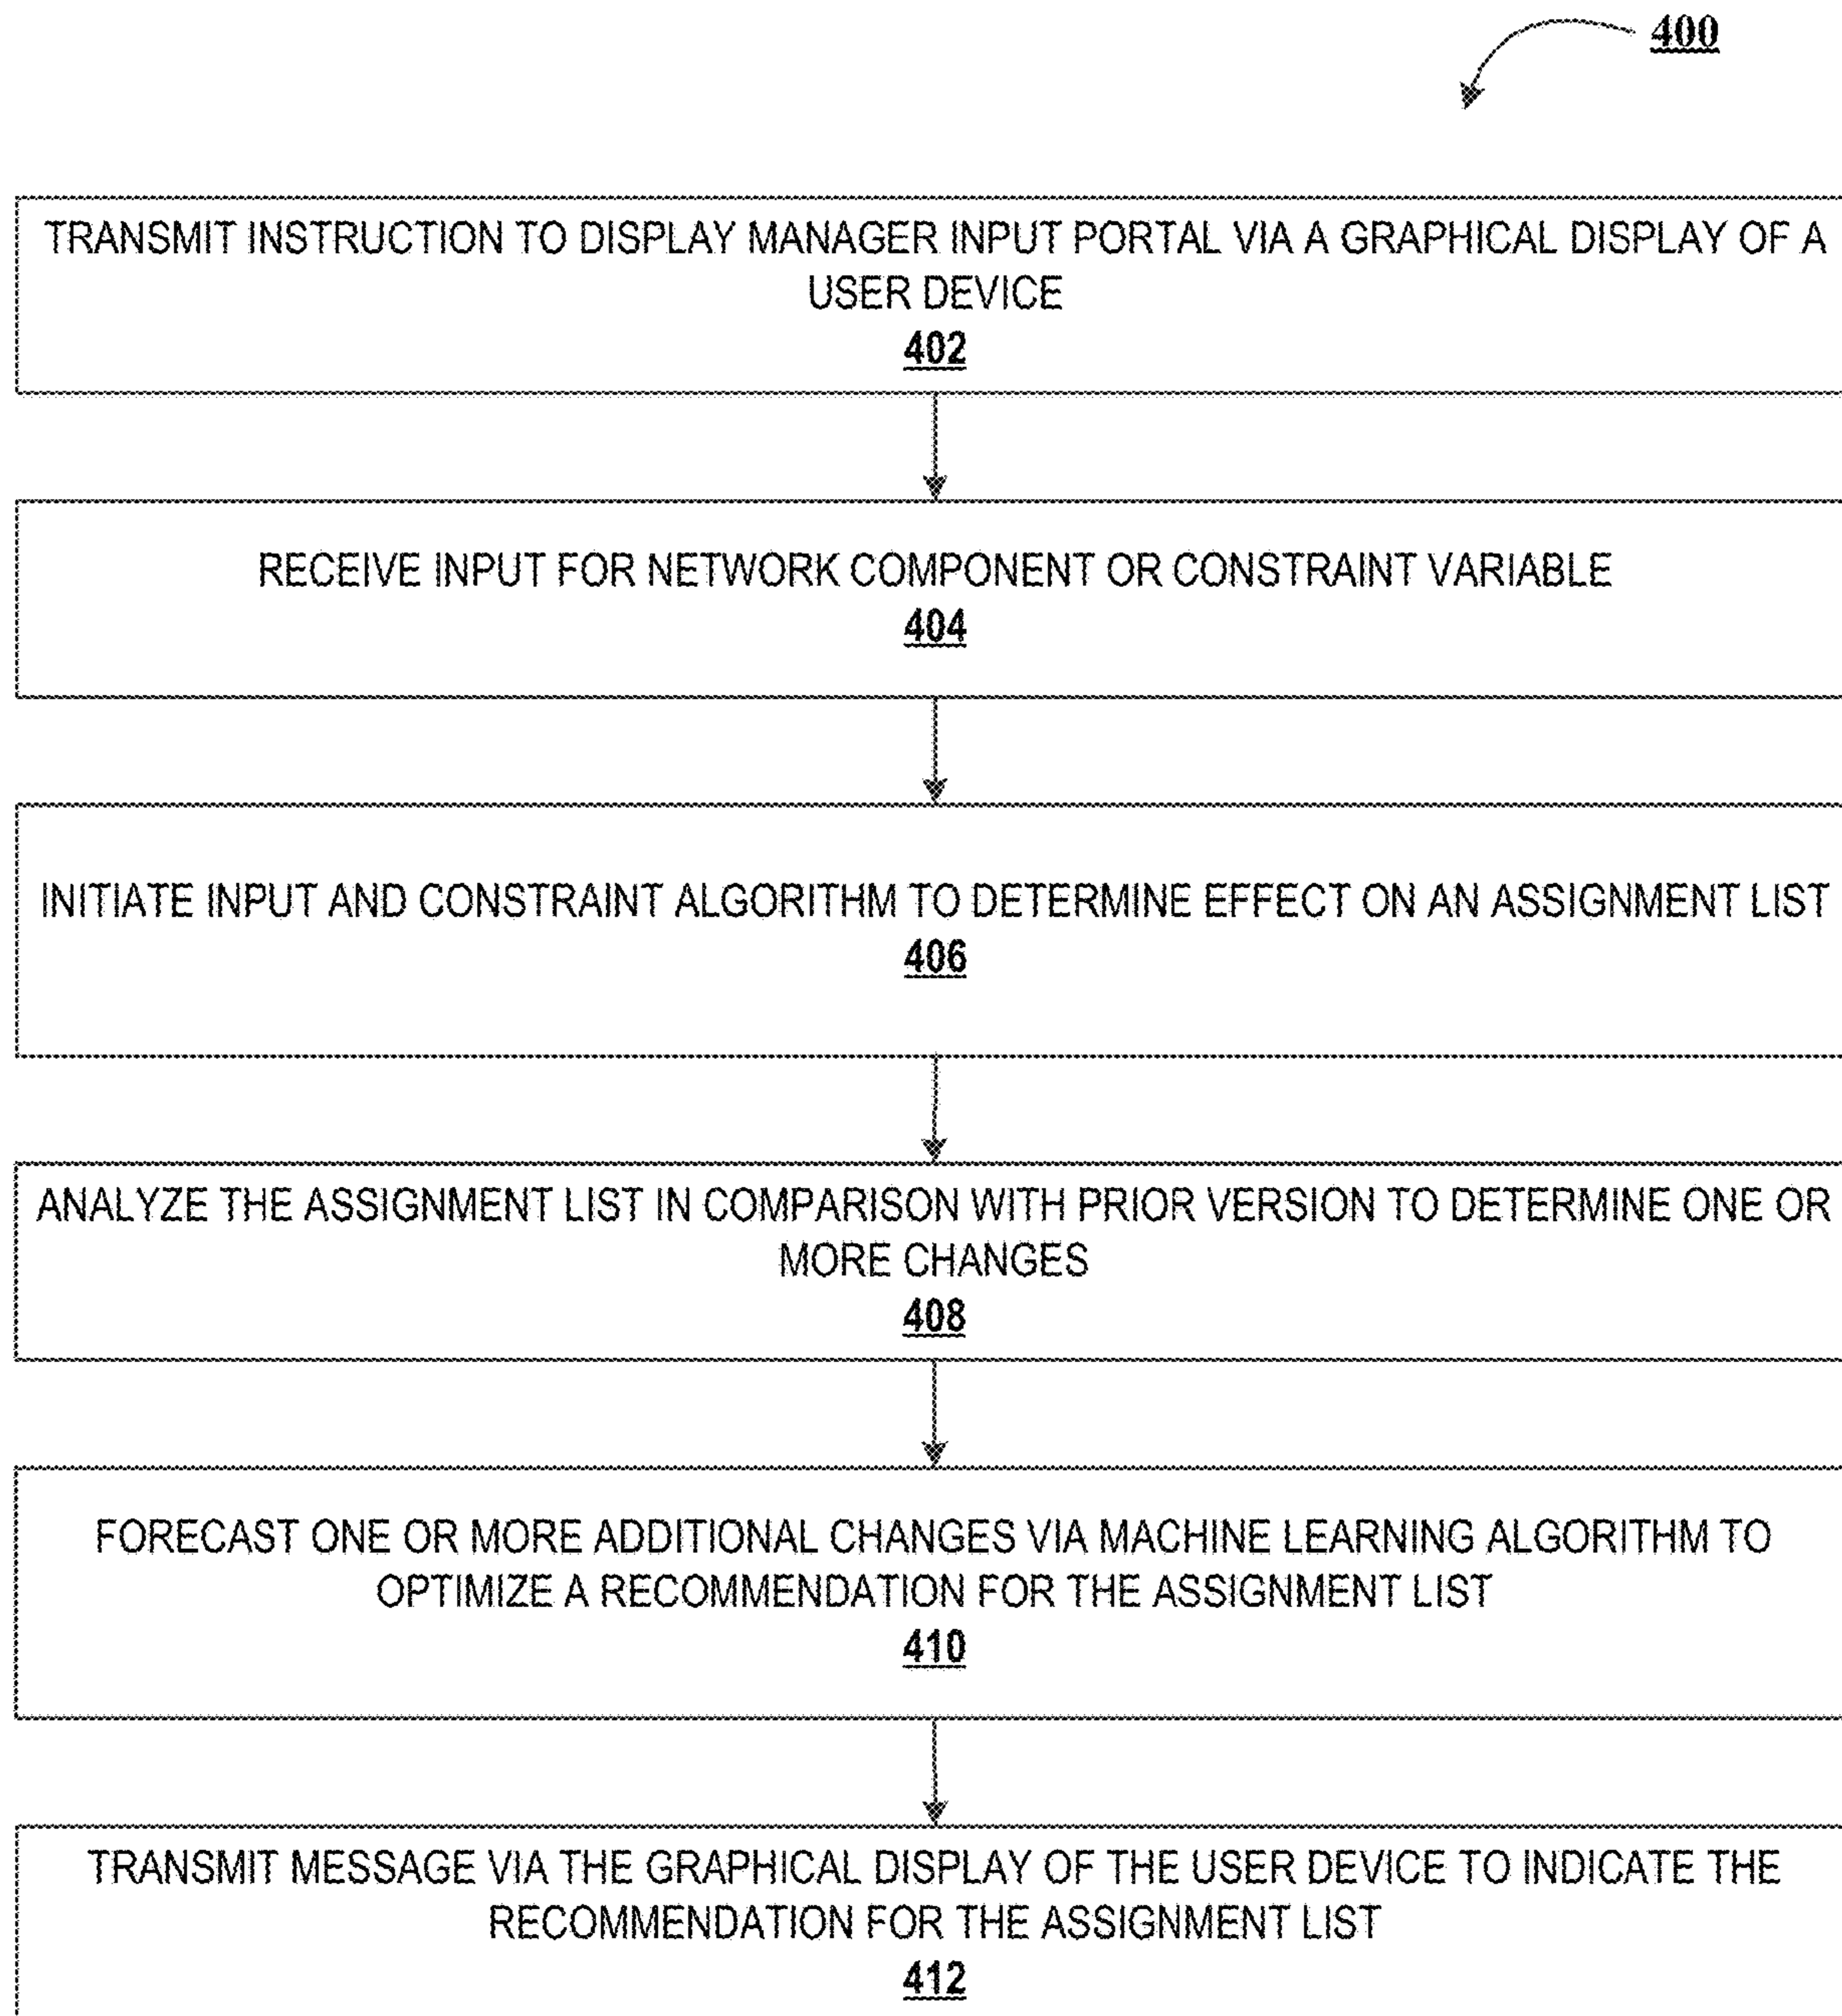 400
TRANSMIT INSTRUCTION TO DISPLAY MANAGER INPUT PORTAL VIA A GRAPHICAL DISPLAY OF A
USER DEVICE
402
RECEIVE INPUT FOR NETWORK COMPONENT OR CONSTRAINT VARIABLE
404
INITIATE INPUT AND CONSTRAINT ALGORITHM TO DETERMINE EFFECT ON AN ASSIGNMENT LIST
406
ANALYZE THE ASSIGNMENT LIST IN COMPARISON WITH PRIOR VERSION TO DETERMINE ONE OR
MORE CHANGES
408
FORECAST ONE OR MORE ADDITIONAL CHANGES VIA MACHINE LEARNING ALGORITHM TO
OPTIMIZE A RECOMMENDATION FOR THE ASSIGNMENT LIST
410
TRANSMIT MESSAGE VIA THE GRAPHICAL DISPLAY OF THE USER DEVICE TO INDICATE THE
RECOMMENDATION FOR THE ASSIGNMENT LIST
412